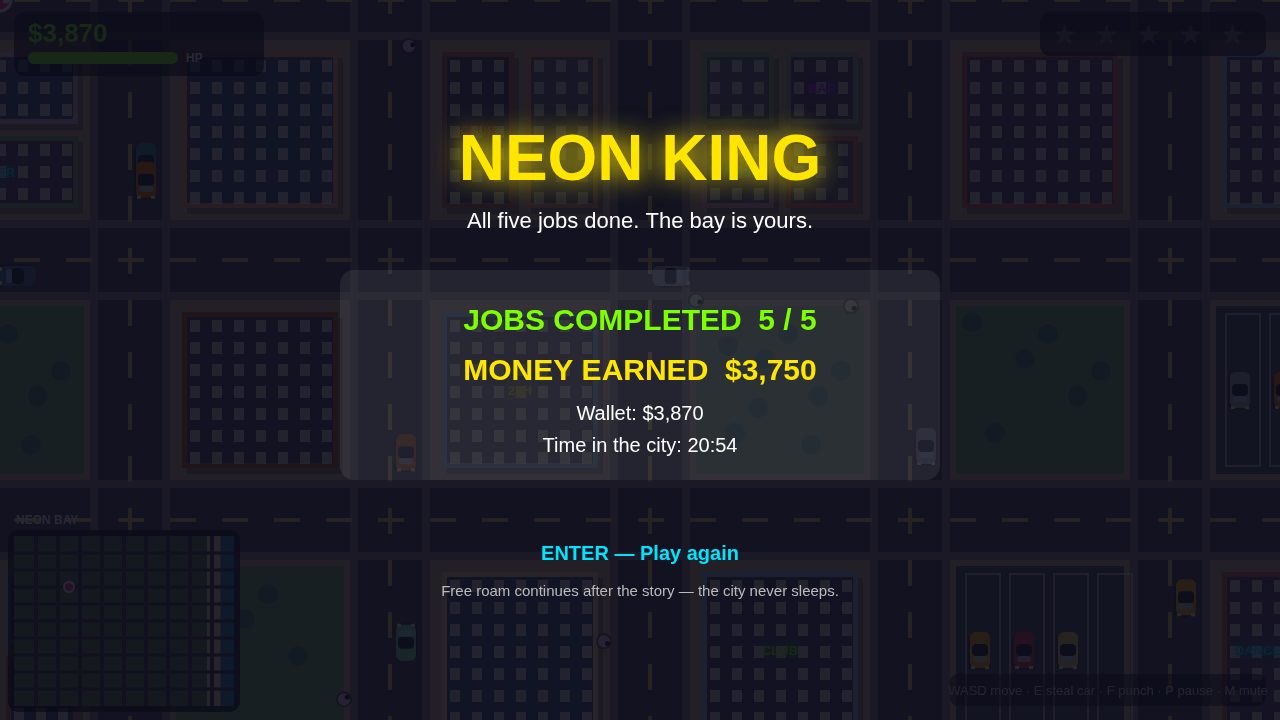 $3,870
HP
★ ★ ★ ★ ★
NEON KING
All five jobs done. The bay is yours.
JOBS COMPLETED 5 / 5
MONEY EARNED $3,750
Wallet: $3,870
Time in the city: 20:54
NEON BAY
ENTER — Play again
Free roam continues after the story — the city never sleeps.
CLUB
WASD move · E steal car · F punch · P pause · M mute